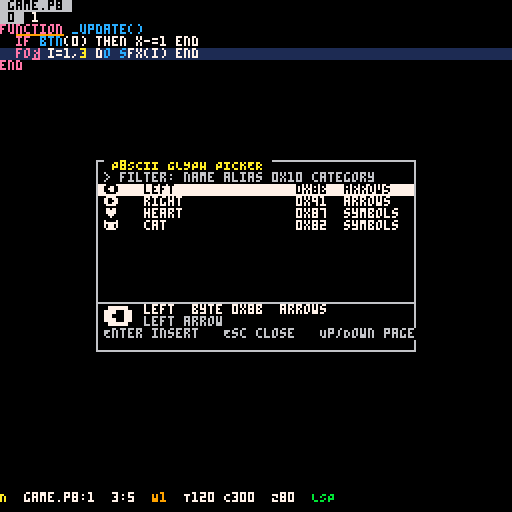 GAME.P8
0 1
FUNCTION _UPDATE()
IF BTN(0) THEN X-=1 END
FOR I=1,3 DO SFX(I) END
END
P8SCII GLYPH PICKER
> FILTER: NAME ALIAS 0X10 CATEGORY
LEFT 0X8B ARROWS
RIGHT 0X91 ARROWS
HEART 0X87 SYMBOLS
CAT 0X82 SYMBOLS
LEFT BYTE 0X8B ARROWS
LEFT ARROW
ENTER INSERT ESC CLOSE UP/DOWN PAGE
N GAME.P8:1 3:5 W1 T120 C300 Z80 LSP